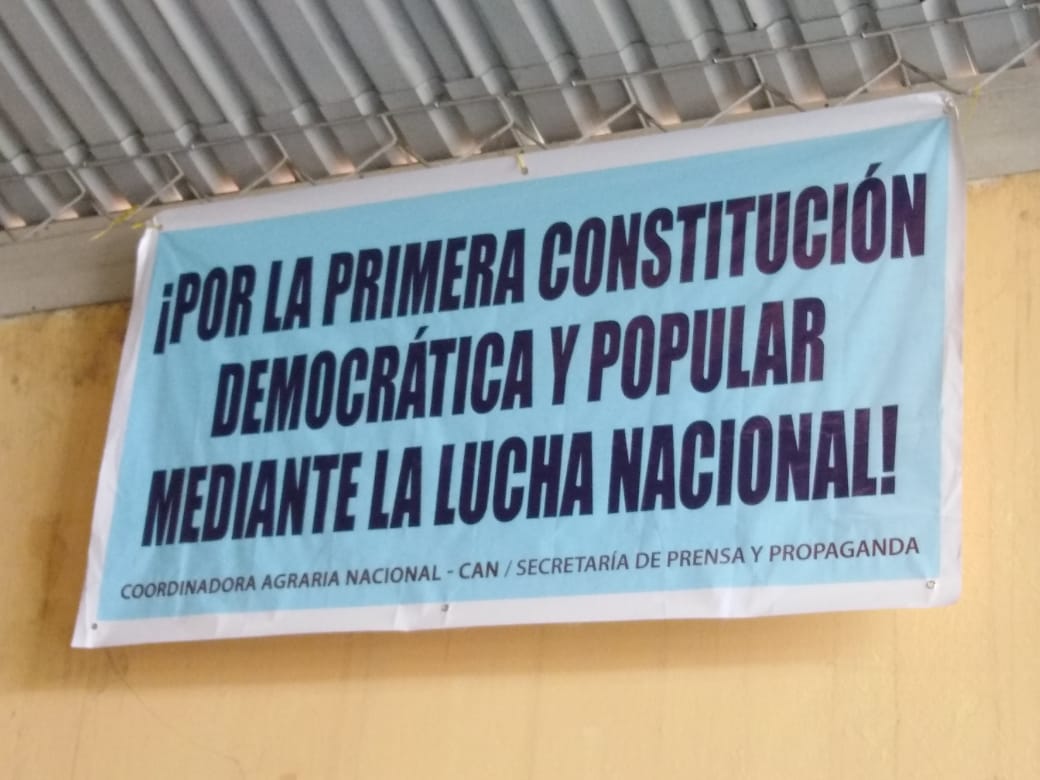 ¡POR LA PRIMERA CONSTITUCIÓN
DEMOCRÁTICA Y POPULAR
MEDIANTE LA LUCHA NACIONAL!
COORDINADORA AGRARIA NACIONAL - CAN / SECRETARÍA DE PRENSA Y PROPAGANDA